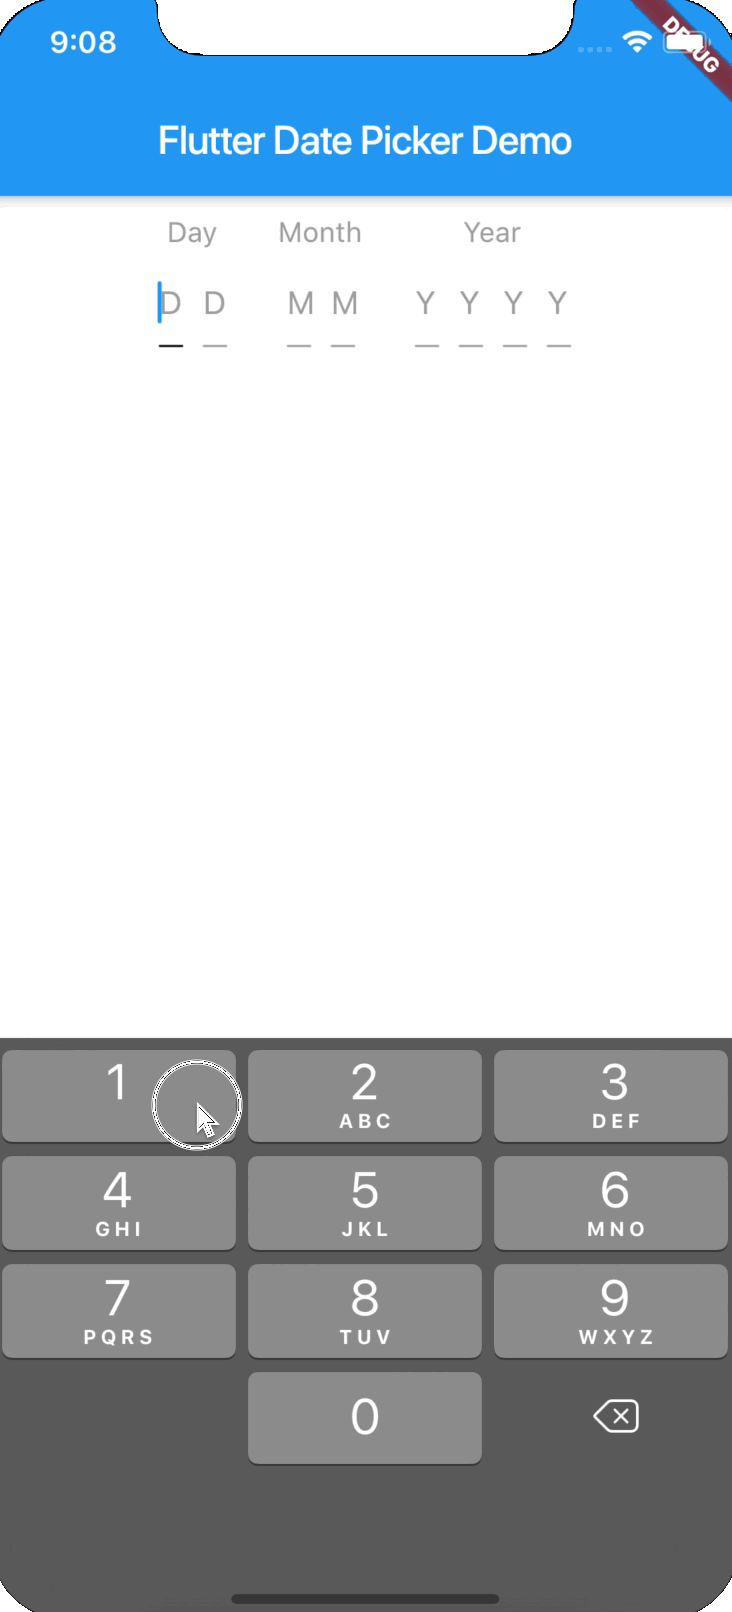 9:08
DEBUG
Flutter Date Picker Demo
Day Month Year
D D M M Y Y Y Y
1 2 3
ABC DEF
4 5 6
GHI JKL MNO
7 8 9
PQRS TUV WXYZ
0